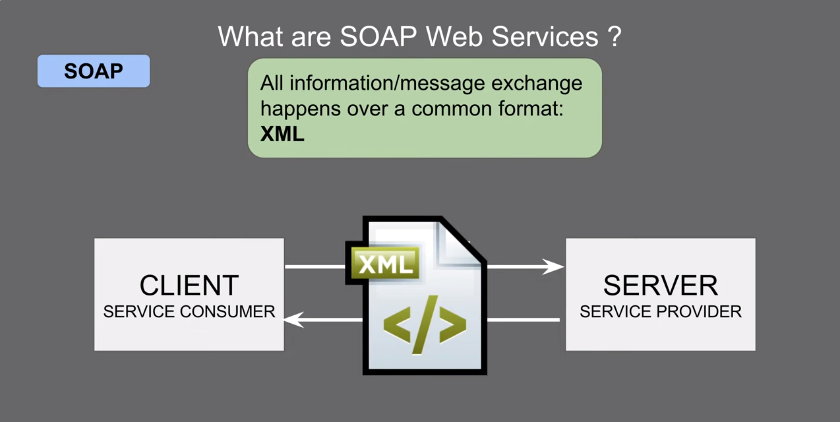 What are SOAP Web Services ?
SOAP
All information/message exchange
happens over a common format:
XML
XML
</>
CLIENT
SERVICE CONSUMER
SERVER
SERVICE PROVIDER